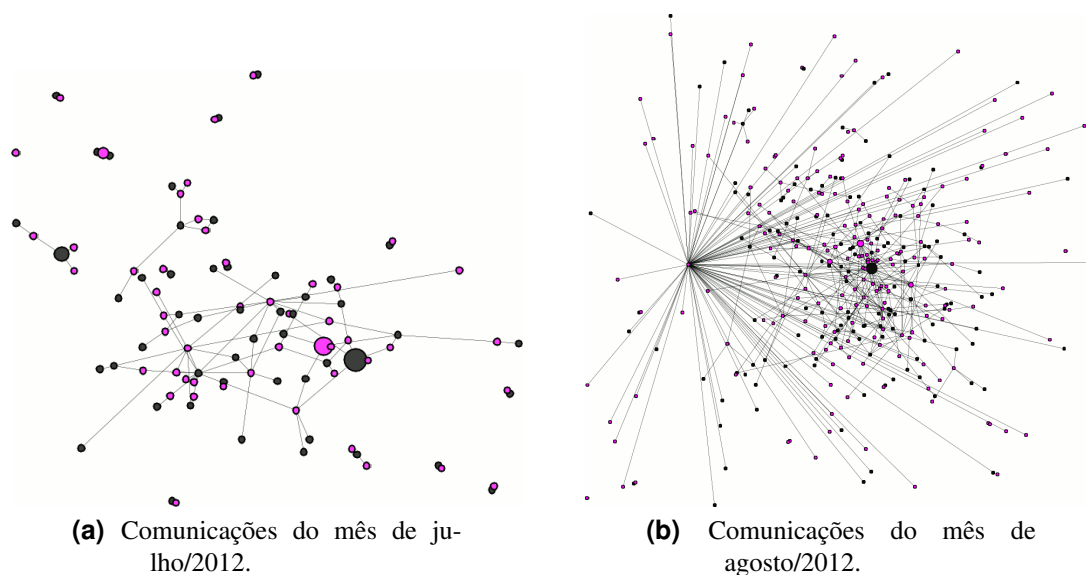 (a) Comunicações do mês de ju-
lho/2012.
(b) Comunicações do mês de
agosto/2012.